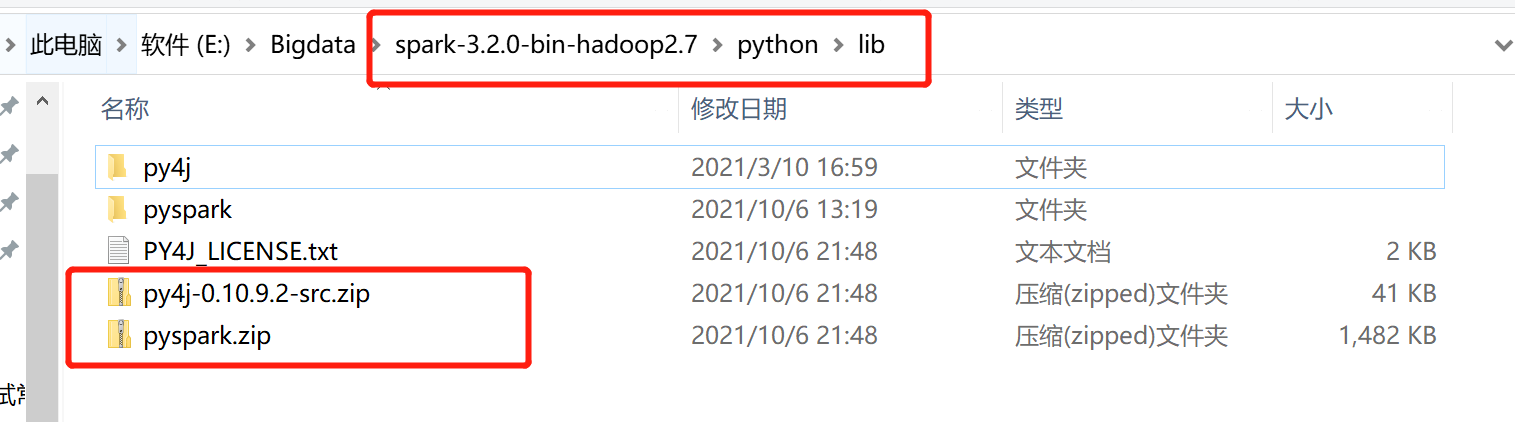 此电脑 软件 (E:) Bigdata spark-3.2.0-bin-hadoop2.7 python lib
名称 修改日期 类型 大小
py4j 2021/3/10 16:59 文件夹
pyspark 2021/10/6 13:19 文件夹
PY4J_LICENSE.txt 2021/10/6 21:48 文本文档 2 KB
py4j-0.10.9.2-src.zip 2021/10/6 21:48 压缩(zipped)文件夹 41 KB
pyspark.zip 2021/10/6 21:48 压缩(zipped)文件夹 1,482 KB